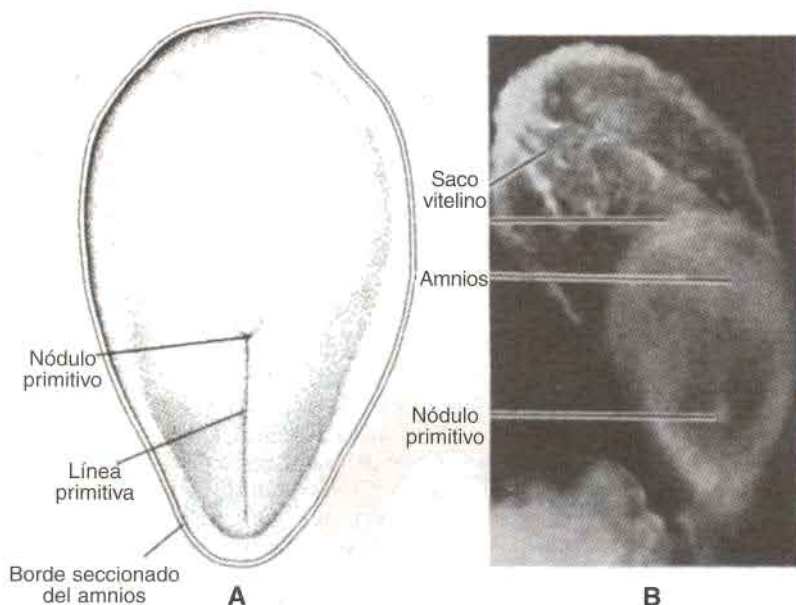 Nódulo
primitivo
Línea
primitiva
Borde seccionado
del amnios
A
Saco
vitelino
Amnios
Nódulo
primitivo
B